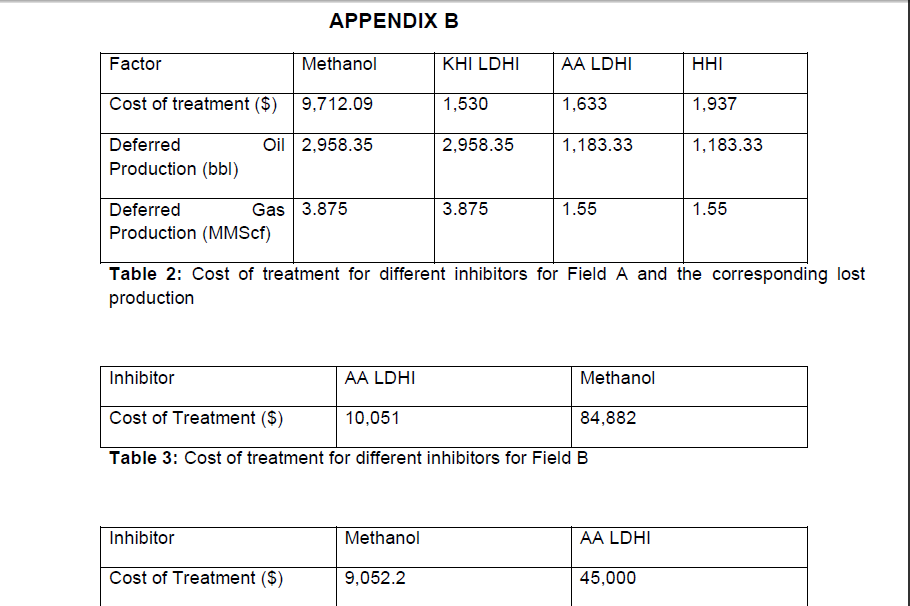 APPENDIX B
Factor Methanol KHI LDHI AA LDHI HHI
Cost of treatment ($) 9,712.09 1,530 1,633 1,937
Deferred Oil 2,958.35 2,958.35 1,183.33 1,183.33
Production (bbl)
Deferred Gas 3.875 3.875 1.55 1.55
Production (MMScf)
Table 2: Cost of treatment for different inhibitors for Field A and the corresponding lost
production
Inhibitor AA LDHI Methanol
Cost of Treatment ($) 10,051 84,882
Table 3: Cost of treatment for different inhibitors for Field B
Inhibitor Methanol AA LDHI
Cost of Treatment ($) 9,052.2 45,000